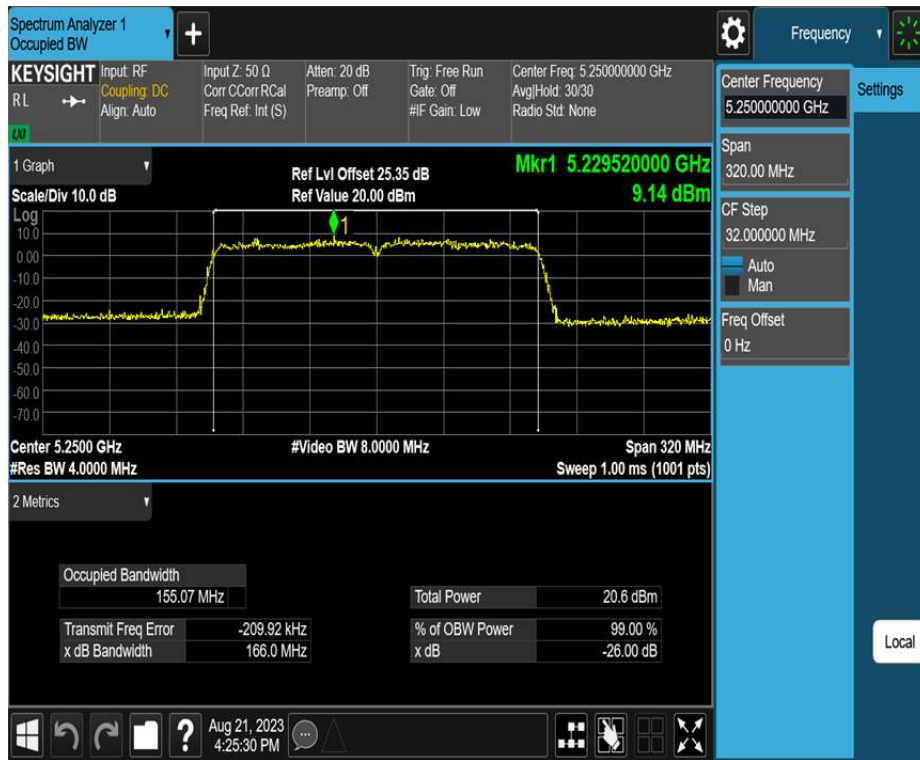 Spectrum Analyzer 1
Occupied BW
+
Frequency
KEYSIGHT
R L
LXI
Input: RF
Coupling: DC
Align: Auto
Input Z: 50 Ω
Corr CCorr RCal
Freq Ref: Int (S)
Atten: 20 dB
Preamp: Off
Trig: Free Run
Gate: Off
#IF Gain: Low
Center Freq: 5.250000000 GHz
Avg|Hold: 30/30
Radio Std: None
Center Frequency
5.250000000 GHz
Settings
Span
320.00 MHz
CF Step
32.000000 MHz
Auto
Man
Freq Offset
0 Hz
Local
1 Graph
Scale/Div 10.0 dB
Ref Lvl Offset 25.35 dB
Ref Value 20.00 dBm
Mkr1 5.229520000 GHz
9.14 dBm
Log
1
10.0
0.00
-10.0
-20.0
-30.0
-40.0
-50.0
-60.0
-70.0
Center 5.2500 GHz
#Video BW 8.0000 MHz
Span 320 MHz
#Res BW 4.0000 MHz
Sweep 1.00 ms (1001 pts)
2 Metrics
Occupied Bandwidth
155.07 MHz
Total Power 20.6 dBm
Transmit Freq Error -209.92 kHz
% of OBW Power 99.00 %
x dB Bandwidth 166.0 MHz
x dB -26.00 dB
?
Aug 21, 2023
4:25:30 PM